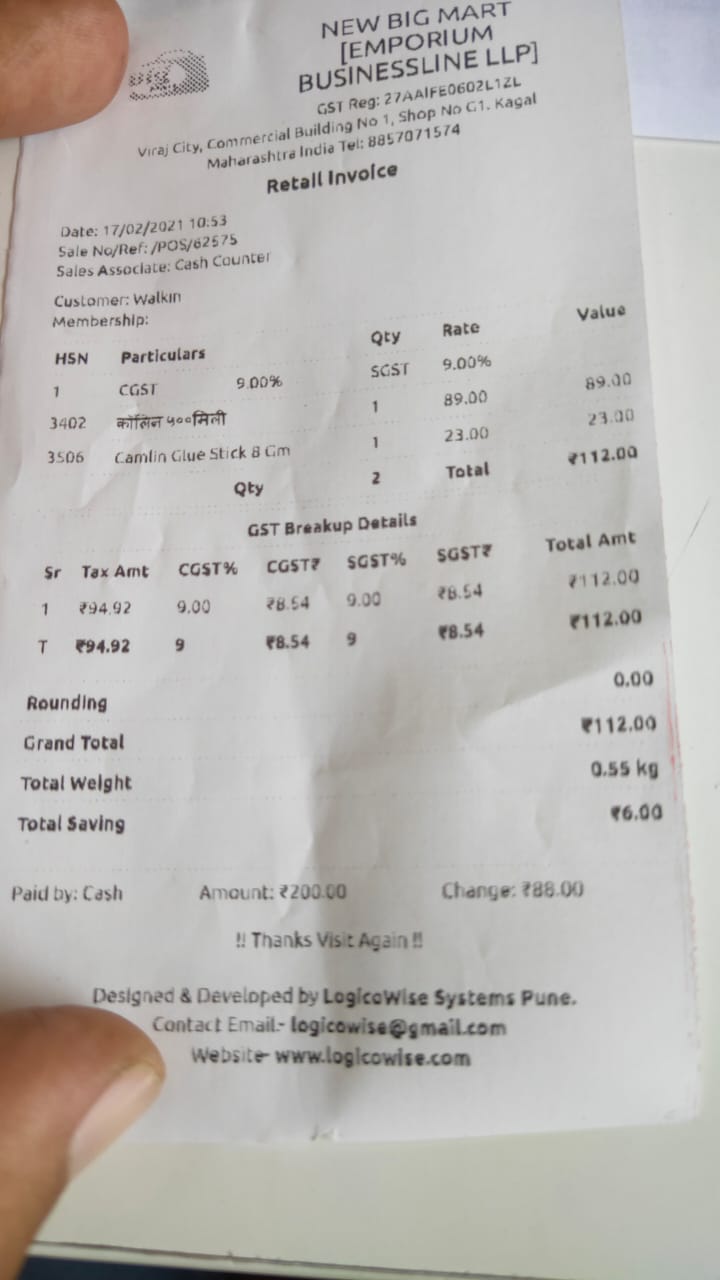 NEW BIG MART
[EMPORIUM
BUSINESSLINE LLP]
GST Reg: 27AAIFE0602L1ZL
Viraj City, Commercial Building No 1, Shop No G1. Kagal
Maharashtra India Tel: 8857071574
Retail Invoice
Date: 17/02/2021 10:53
Sale No/Ref: /POS/62575
Sales Associate: Cash Counter
Customer: Walkin
Membership:
HSN Particulars Qty Rate Value
1 CGST 9.00% SGST 9.00%
3402 कोलिन ५००मिली 1 89.00 89.00
3506 Camlin Glue Stick 8 Gm 1 23.00 23.00
Qty 2 Total ₹112.00
GST Breakup Details
Sr Tax Amt CGST% CGST₹ SGST% SGST₹ Total Amt
1 ₹94.92 9.00 ₹8.54 9.00 ₹8.54 ₹112.00
T ₹94.92 9 ₹8.54 9 ₹8.54 ₹112.00
Rounding 0.00
Grand Total ₹112.00
Total Weight 0.55 kg
Total Saving ₹6.00
Paid by: Cash Amount: ₹200.00 Change: ₹88.00
!! Thanks Visit Again !!
Designed & Developed by LogicoWise Systems Pune.
Contact Email:- logicowise@gmail.com
Website- www.logicowise.com